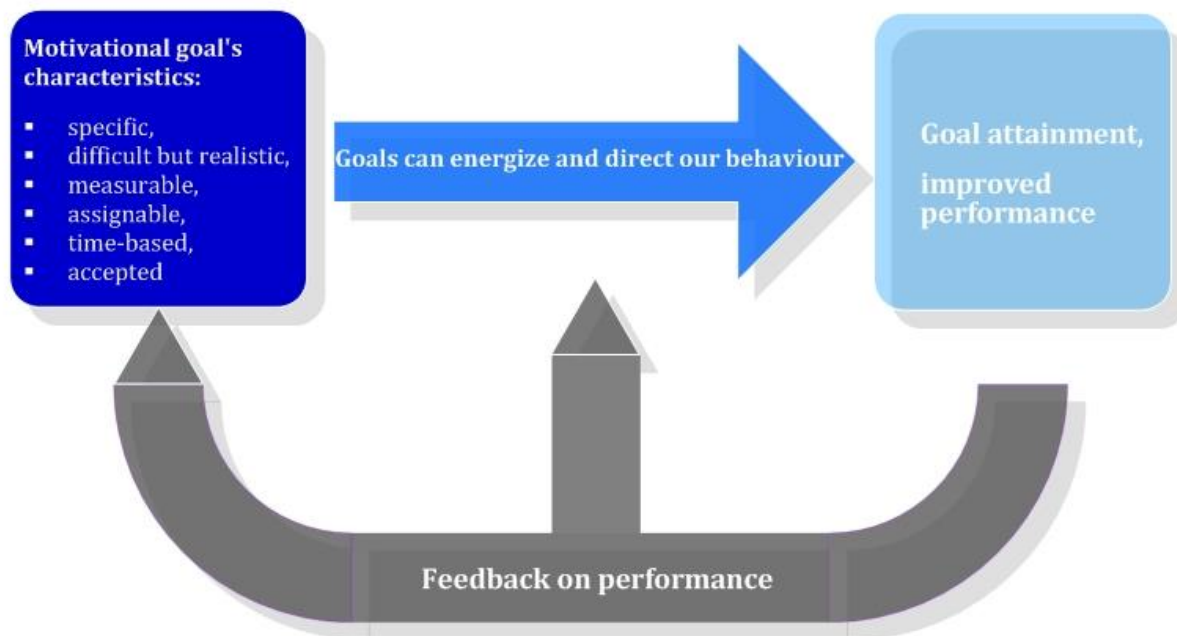 Motivational goal's
characteristics:
▪ specific,
▪ difficult but realistic,
▪ measurable,
▪ assignable,
▪ time-based,
▪ accepted
Goals can energize and direct our behaviour
Goal attainment,
improved
performance
Feedback on performance